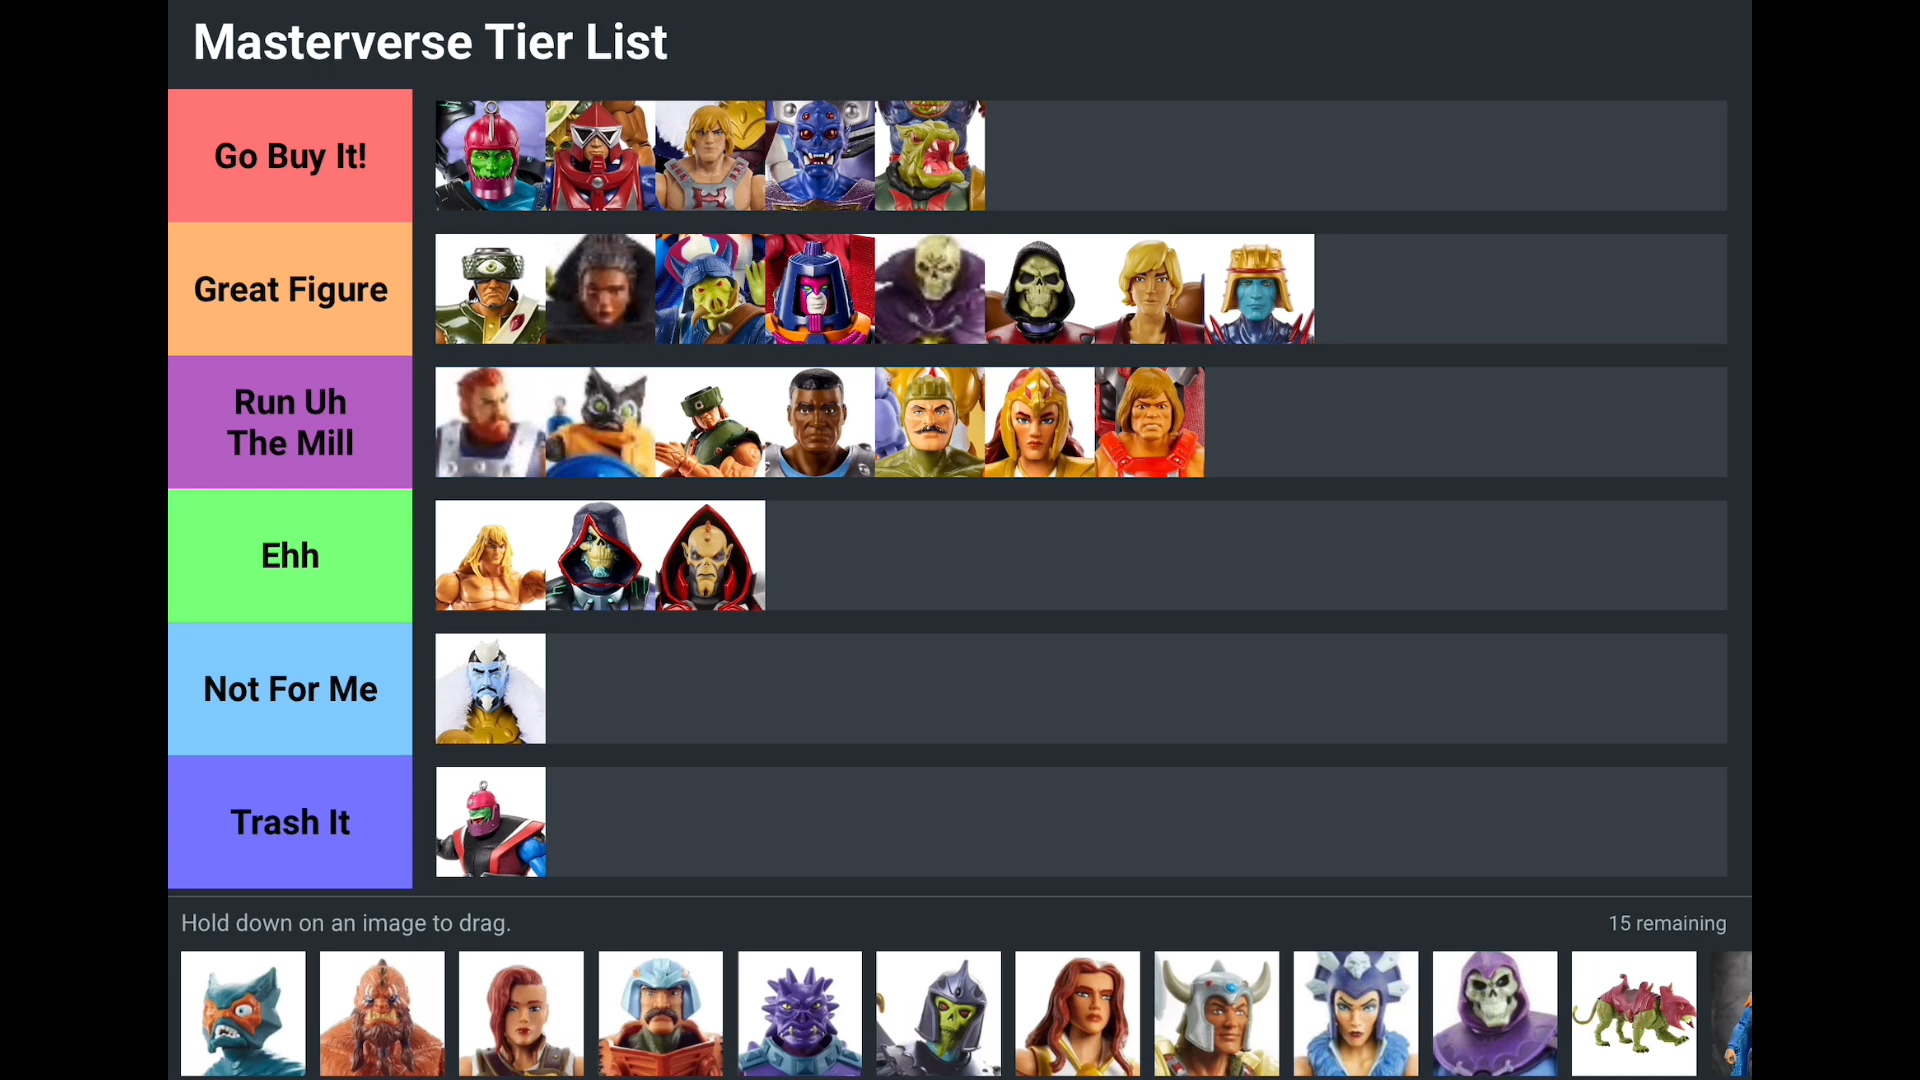 Masterverse Tier List
Go Buy It!
Great Figure
Run Uh
The Mill
Ehh
Not For Me
Trash It
Hold down on an image to drag.
15 remaining